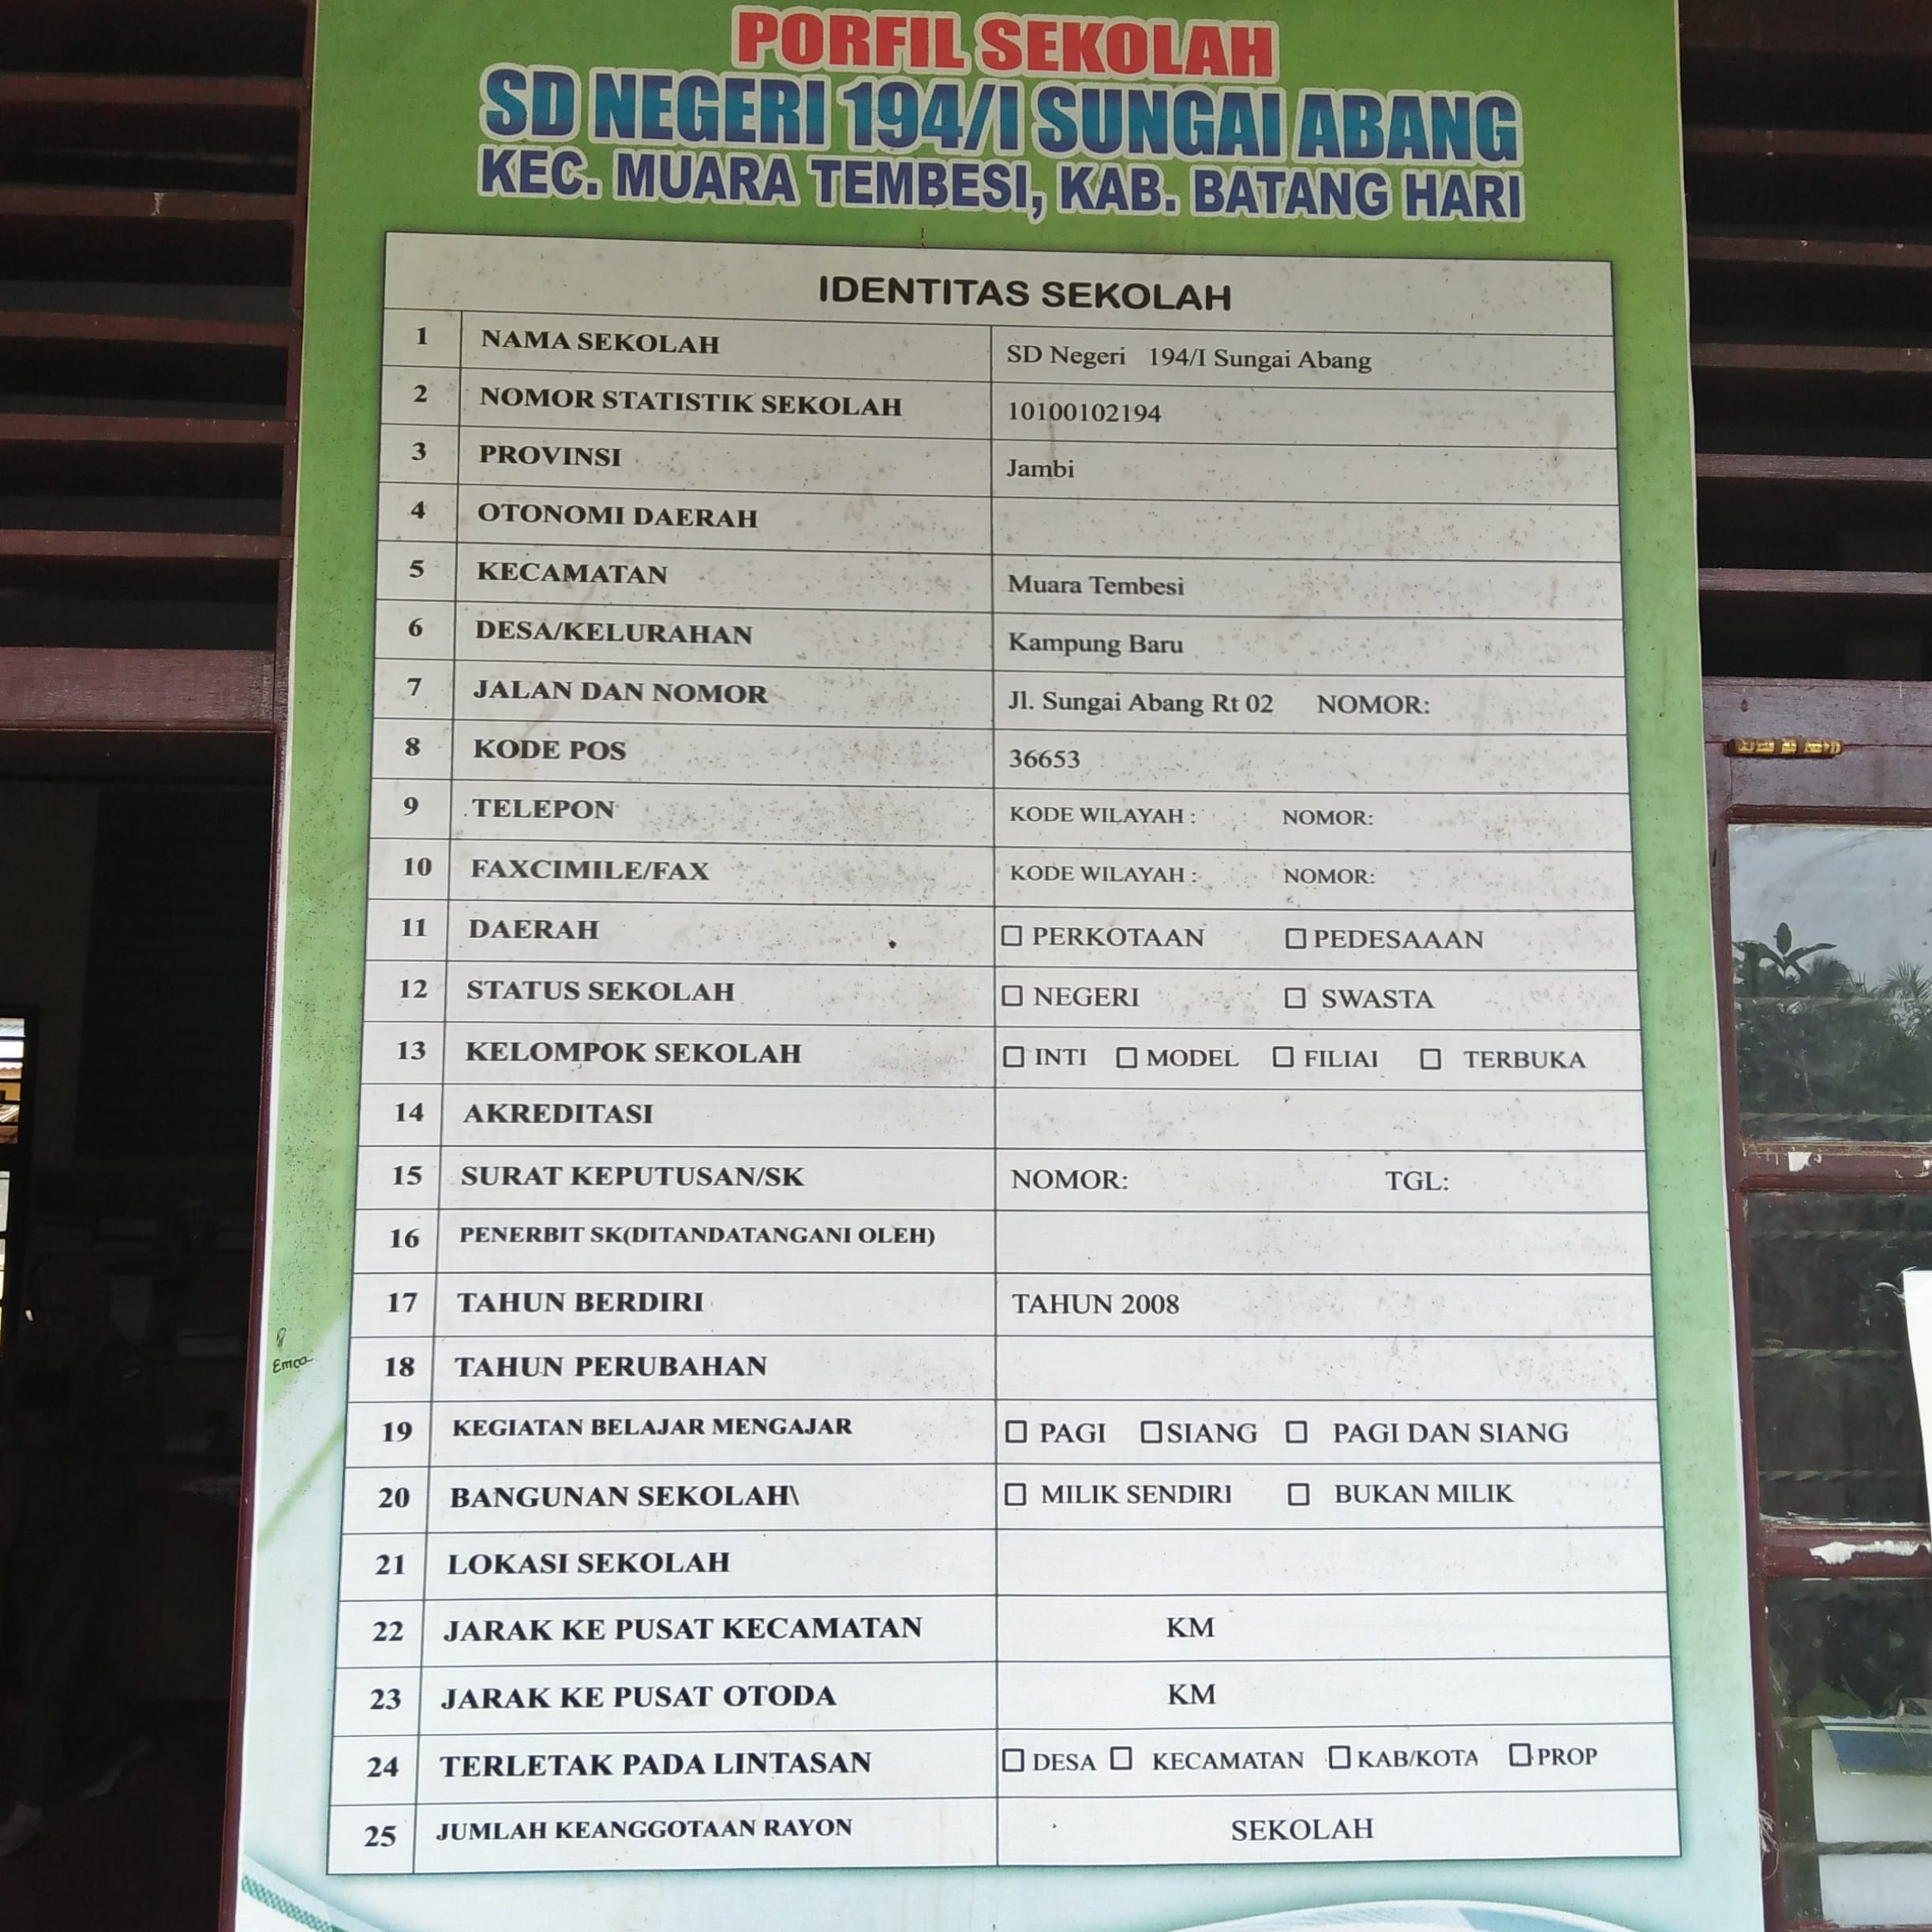 PORFIL SEKOLAH
SD NEGERI 194/I SUNGAI ABANG
KEC. MUARA TEMBESI, KAB. BATANG HARI
IDENTITAS SEKOLAH
1 NAMA SEKOLAH SD Negeri 194/I Sungai Abang
2 NOMOR STATISTIK SEKOLAH 10100102194
3 PROVINSI Jambi
4 OTONOMI DAERAH
5 KECAMATAN Muara Tembesi
6 DESA/KELURAHAN Kampung Baru
7 JALAN DAN NOMOR Jl. Sungai Abang Rt 02 NOMOR:
8 KODE POS 36653
9 TELEPON KODE WILAYAH : NOMOR:
10 FAXCIMILE/FAX KODE WILAYAH : NOMOR:
11 DAERAH ☐ PERKOTAAN ☐ PEDESAAAN
12 STATUS SEKOLAH ☐ NEGERI ☐ SWASTA
13 KELOMPOK SEKOLAH ☐ INTI ☐ MODEL ☐ FILIAI ☐ TERBUKA
14 AKREDITASI
15 SURAT KEPUTUSAN/SK NOMOR: TGL:
16 PENERBIT SK(DITANDATANGANI OLEH)
17 TAHUN BERDIRI TAHUN 2008
18 TAHUN PERUBAHAN
19 KEGIATAN BELAJAR MENGAJAR ☐ PAGI ☐ SIANG ☐ PAGI DAN SIANG
20 BANGUNAN SEKOLAH\ ☐ MILIK SENDIRI ☐ BUKAN MILIK
21 LOKASI SEKOLAH
22 JARAK KE PUSAT KECAMATAN KM
23 JARAK KE PUSAT OTODA KM
24 TERLETAK PADA LINTASAN ☐ DESA ☐ KECAMATAN ☐ KAB/KOTA ☐ PROP
25 JUMLAH KEANGGOTAAN RAYON SEKOLAH